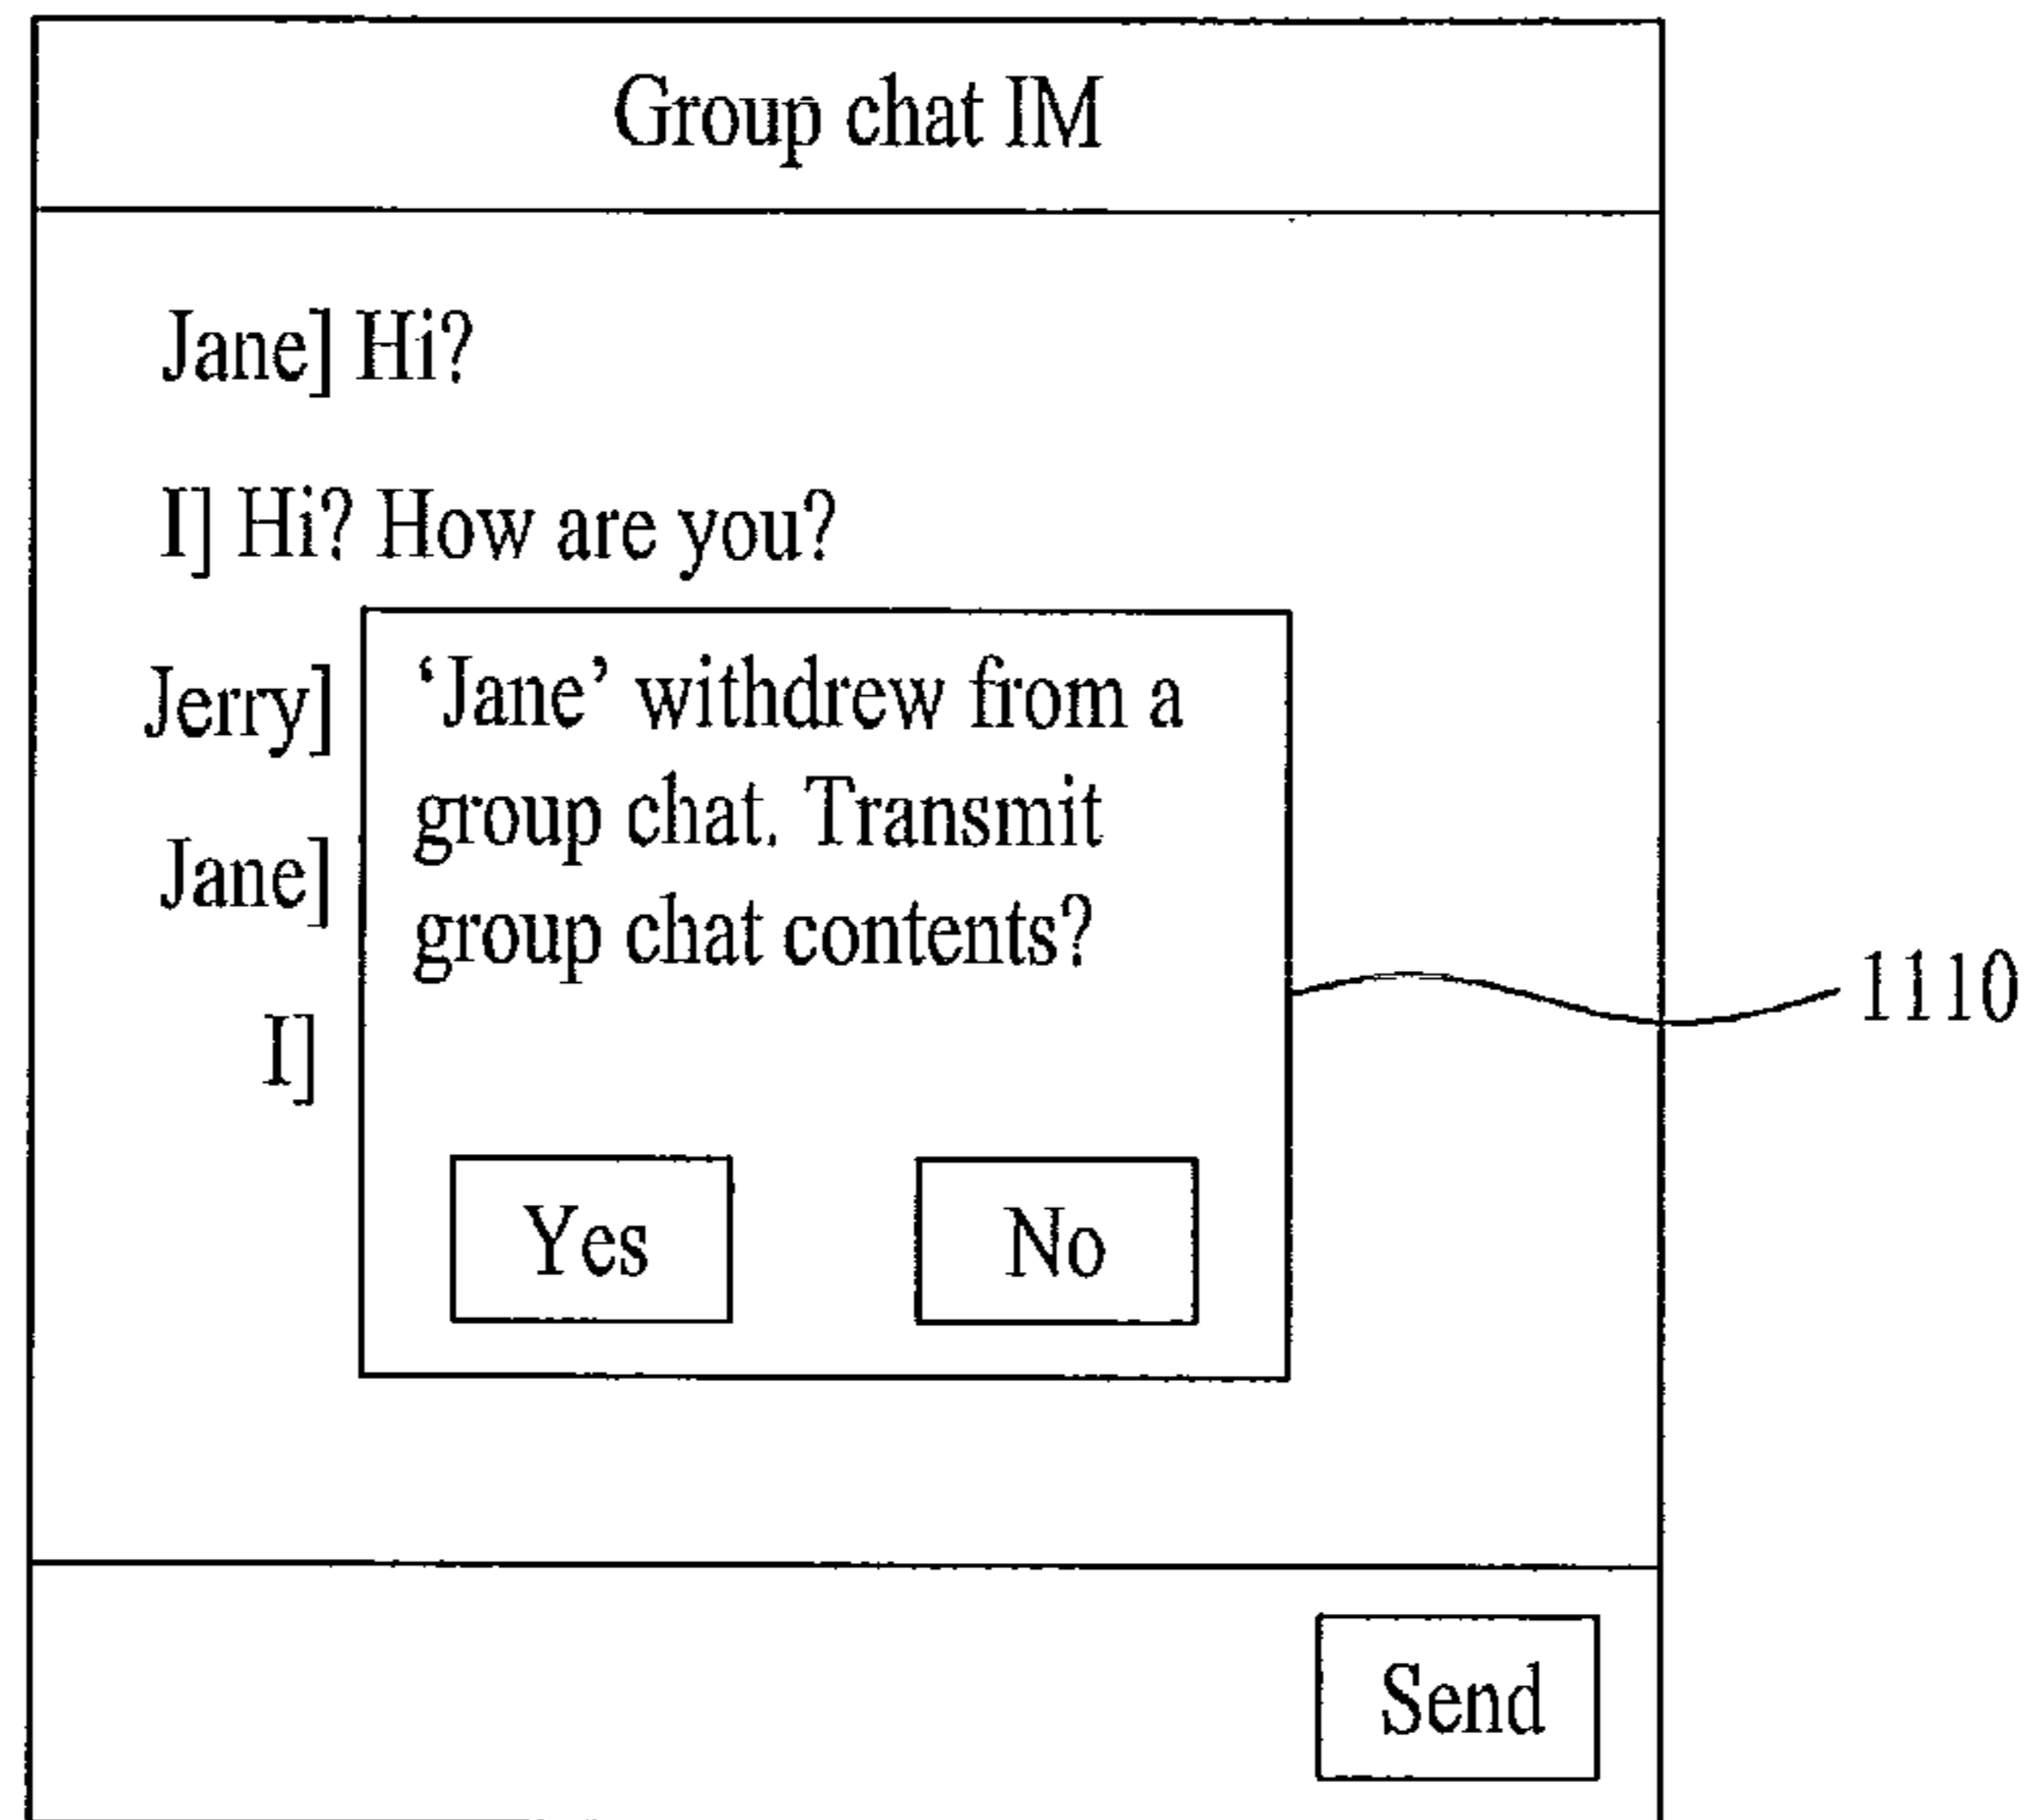 Group chat IM
Jane] Hi?
I] Hi? How are you?
Jerry]
Jane]
I]
‘Jane’ withdrew from a
group chat. Transmit
group chat contents?
Yes No
1110
Send